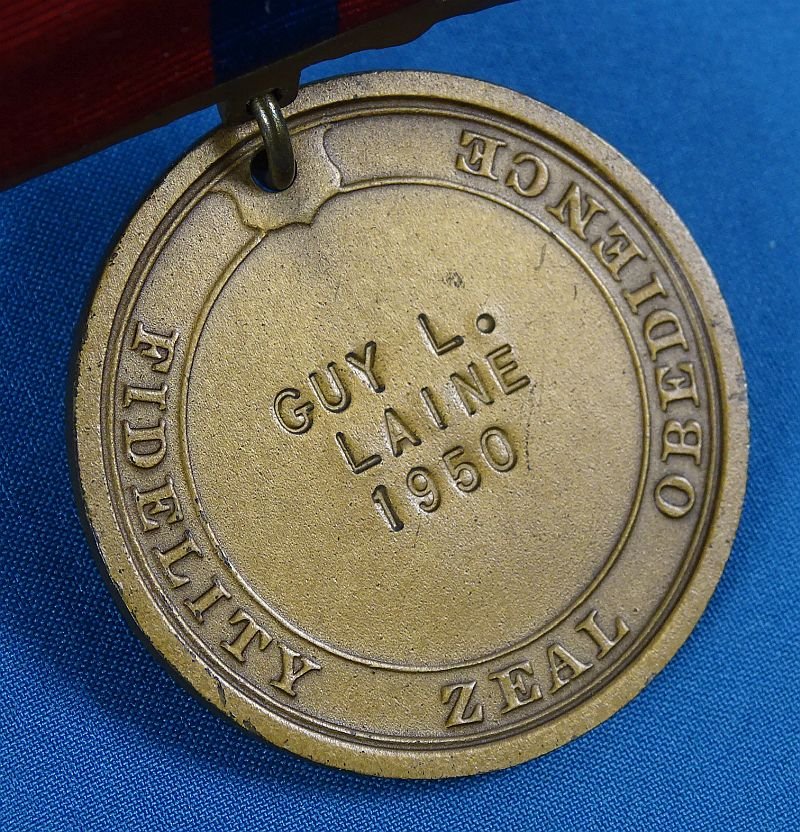 GUY L.
LAINE
1950
FIDELITY
ZEAL
OBEDIENCE